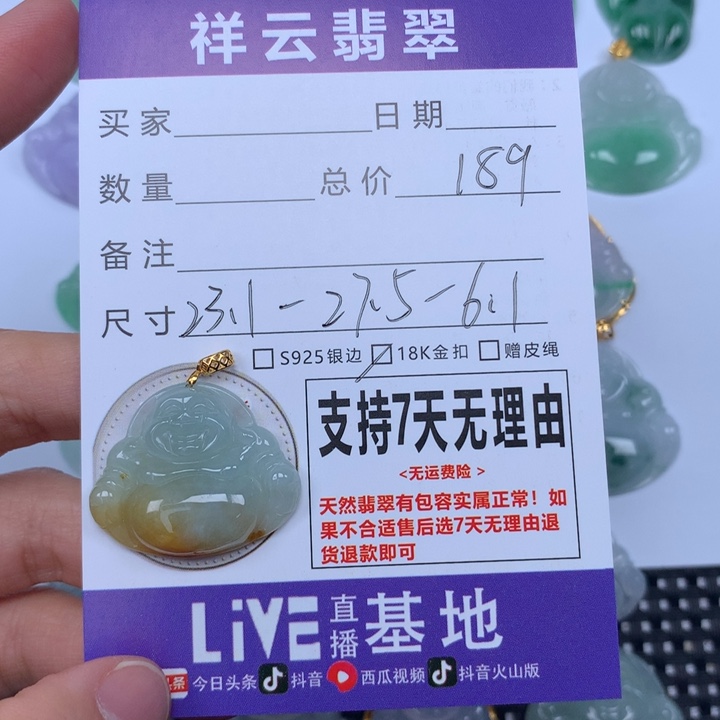 祥云翡翠
买家 日期
数量 总价 189
备注
尺寸 23.1-27.5-6.1
S925银边 18K金扣 赠皮绳
支持7天无理由
<无运费险>
天然翡翠有包容实属正常！如
果不合适售后选7天无理由退
货退款即可
LiVE 直播 基地
头条 今日头条 抖音 西瓜视频 抖音火山版